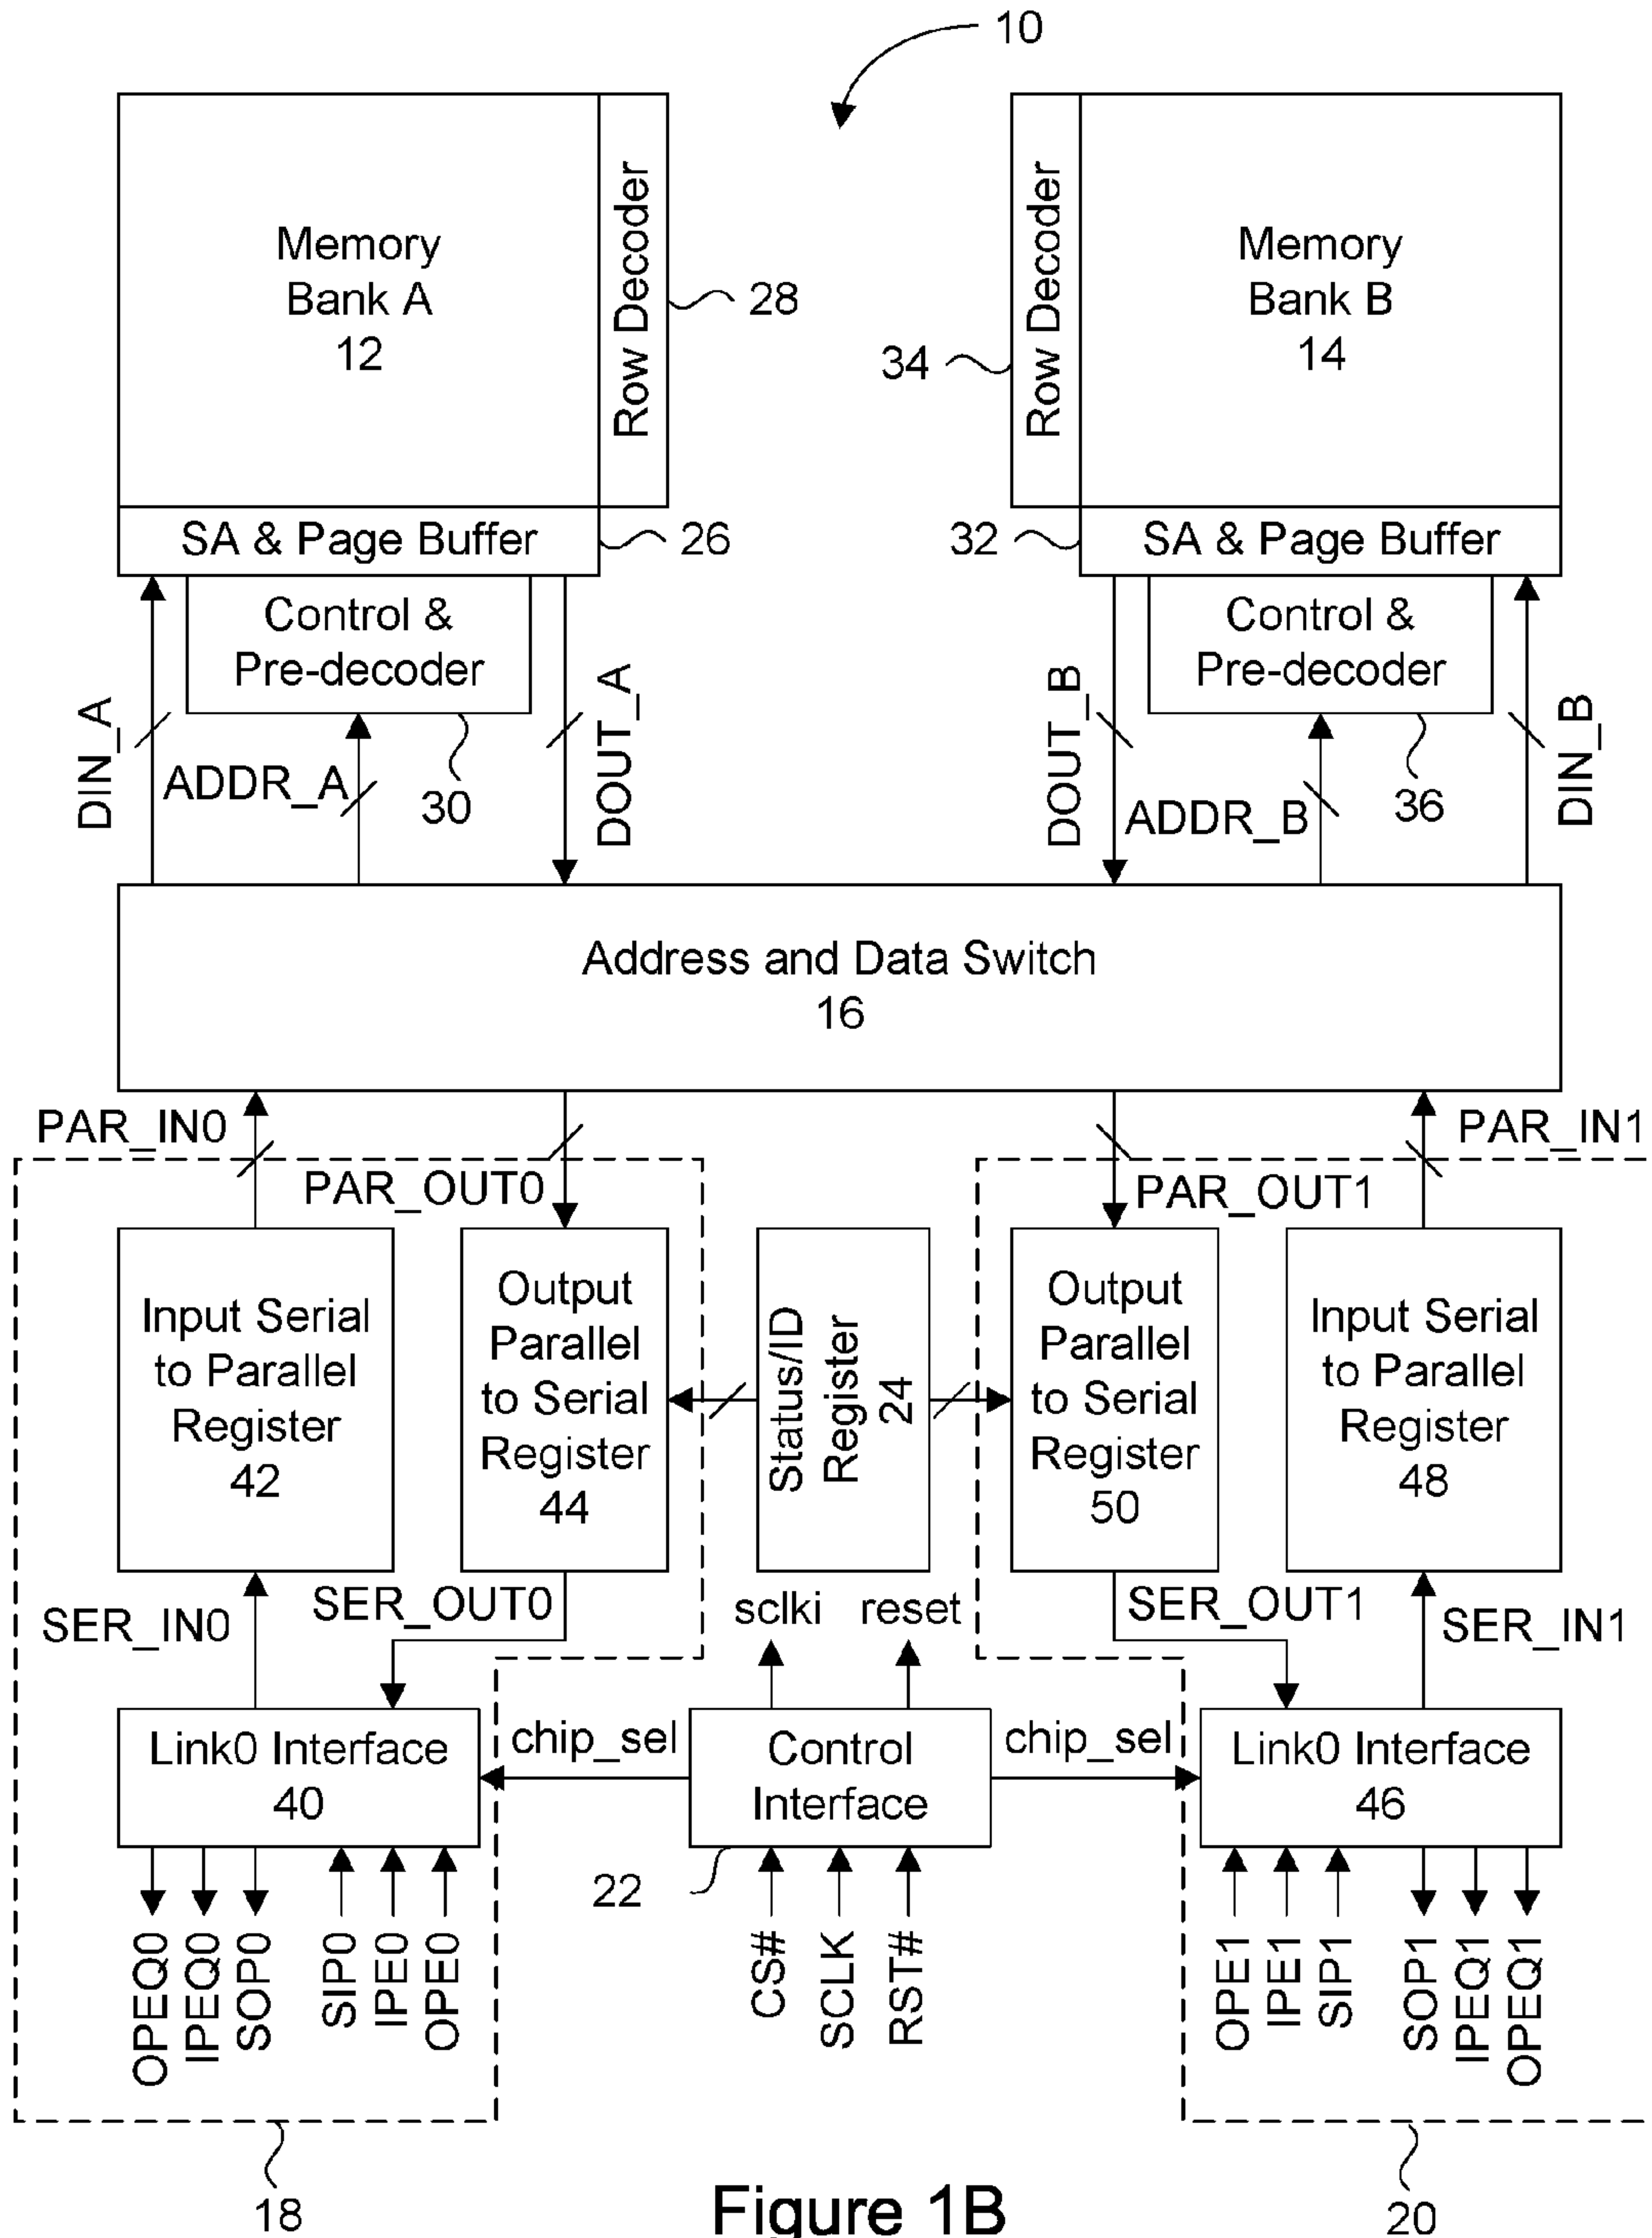 10
Memory
Bank A
12
Row Decoder
28
34
Row Decoder
Memory
Bank B
14
SA & Page Buffer
26
32
SA & Page Buffer
Control &
Pre-decoder
Control &
Pre-decoder
DIN_A
ADDR_A
30
DOUT_A
DOUT_B
ADDR_B
36
DIN_B
Address and Data Switch
16
PAR_IN0
PAR_OUT0
PAR_OUT1
PAR_IN1
Input Serial
to Parallel
Register
42
Output
Parallel
to Serial
Register
44
Status/ID
Register
24
Output
Parallel
to Serial
Register
50
Input Serial
to Parallel
Register
48
SER_IN0
SER_OUT0
sclki
reset
SER_OUT1
SER_IN1
Link0 Interface
40
chip_sel
Control
Interface
chip_sel
Link0 Interface
46
22
OPEQ0
IPEQ0
SOP0
SIP0
IPE0
OPE0
CS#
SCLK
RST#
OPE1
IPE1
SIP1
SOP1
IPEQ1
OPEQ1
18
Figure 1B
20